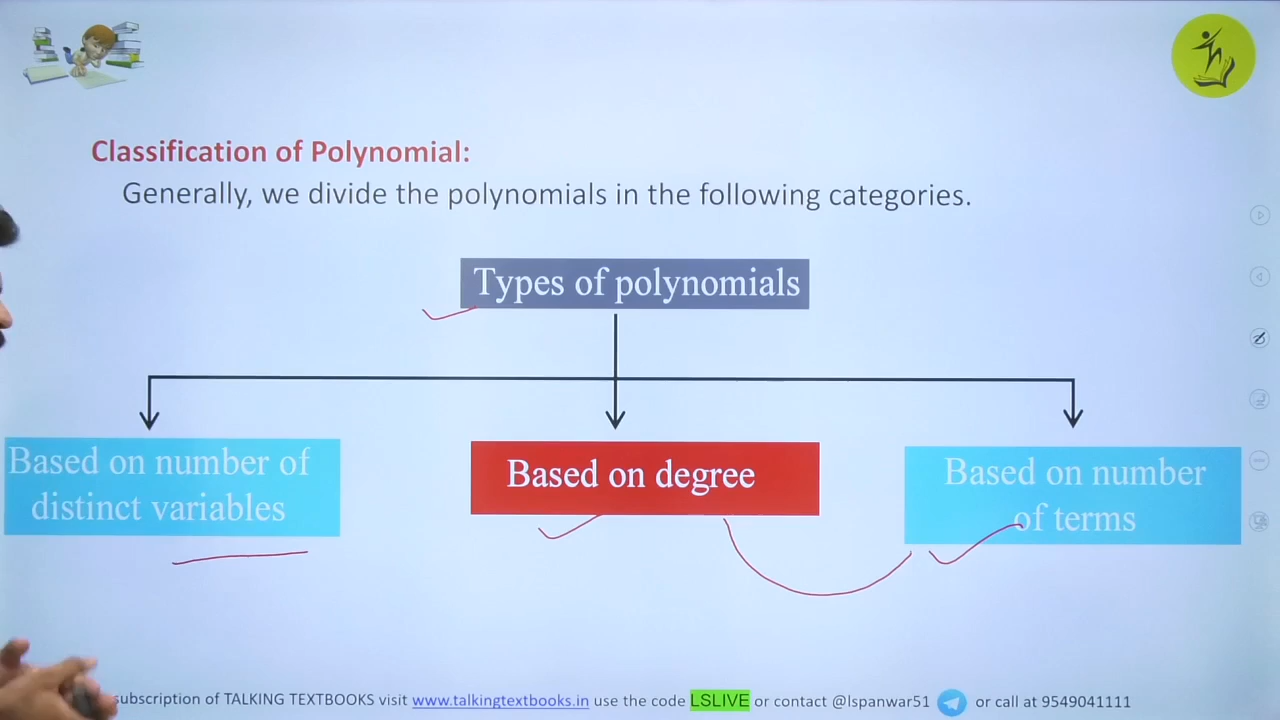 Classification of Polynomial:
Generally, we divide the polynomials in the following categories.
Types of polynomials
Based on number of
distinct variables
Based on degree
Based on number
of terms
subscription of TALKING TEXTBOOKS visit www.talkingtextbooks.in use the code LSLIVE or contact @lspanwar51 or call at 9549041111